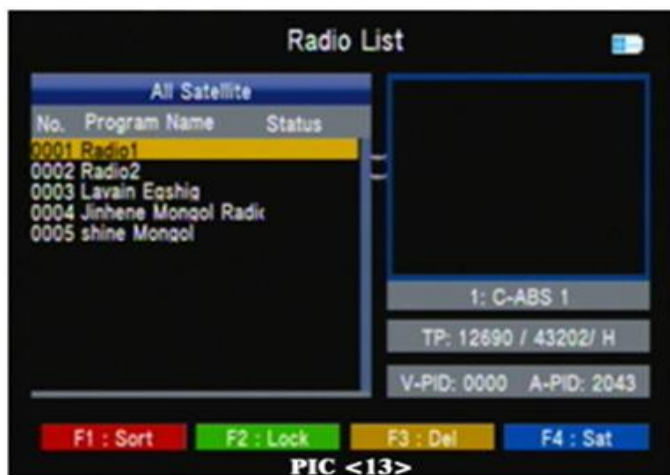 Radio List
All Satellite
No. Program Name Status
0001 Radio1
0002 Radio2
0003 Lavain Egshig
0004 Jinhene Mongol Radic
0005 shine Mongol
1: C-ABS 1
TP: 12690 / 43202/ H
V-PID: 0000 A-PID: 2043
F1 : Sort F2 : Lock F3 : Del F4 : Sat
PIC <13>